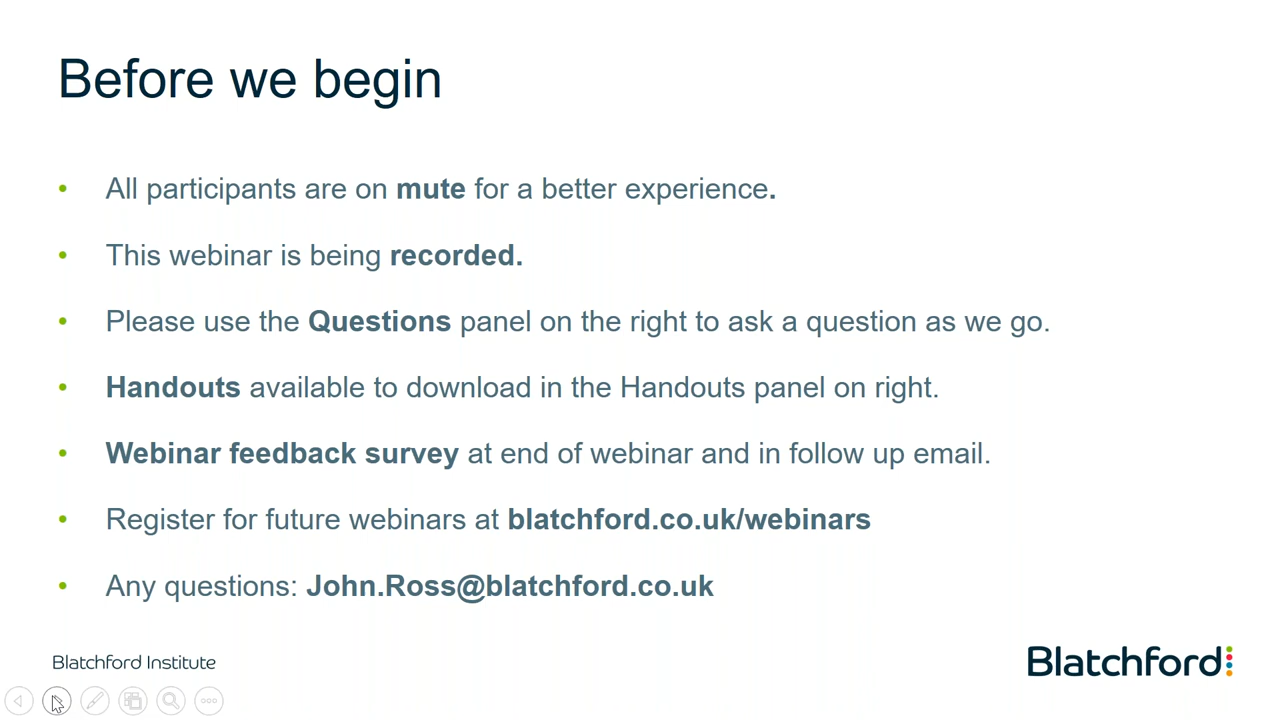 Before we begin
• All participants are on mute for a better experience.
• This webinar is being recorded.
• Please use the Questions panel on the right to ask a question as we go.
• Handouts available to download in the Handouts panel on right.
• Webinar feedback survey at end of webinar and in follow up email.
• Register for future webinars at blatchford.co.uk/webinars
• Any questions: John.Ross@blatchford.co.uk
Blatchford Institute
Blatchford